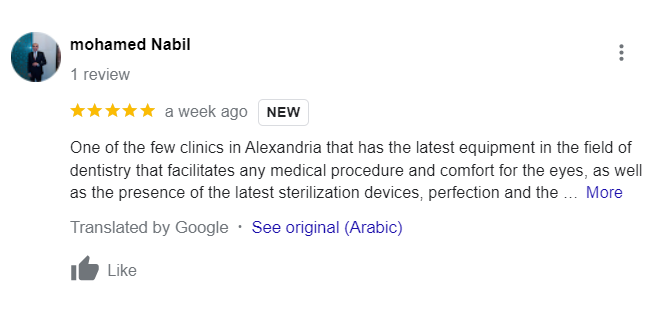 mohamed Nabil
1 review
a week ago NEW
One of the few clinics in Alexandria that has the latest equipment in the field of
dentistry that facilitates any medical procedure and comfort for the eyes, as well
as the presence of the latest sterilization devices, perfection and the ... More
Translated by Google · See original (Arabic)
Like